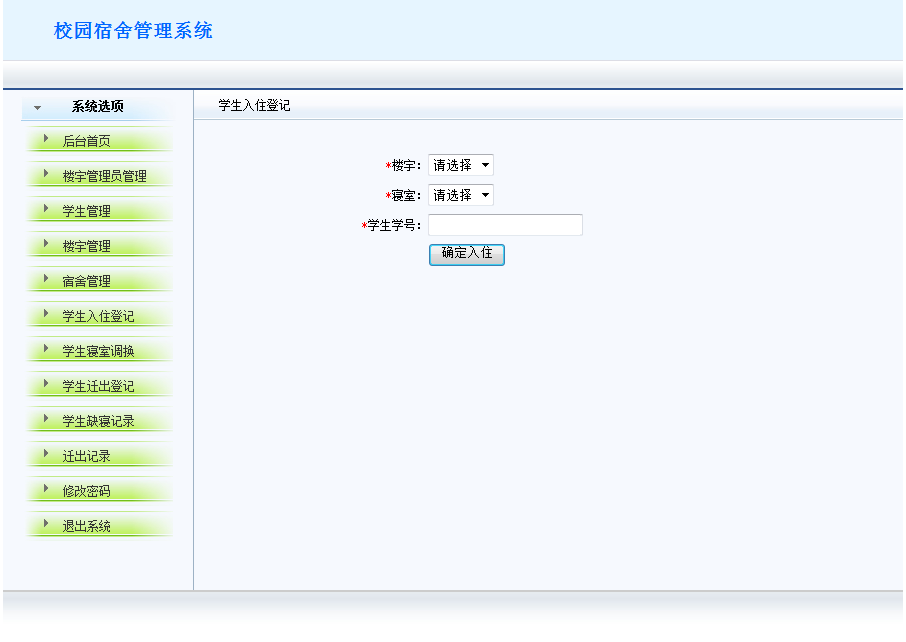 校园宿舍管理系统
系统选项
后台首页
楼宇管理员管理
学生管理
楼宇管理
宿舍管理
学生入住登记
学生寝室调换
学生迁出登记
学生缺寝记录
迁出记录
修改密码
退出系统
学生入住登记
*楼宇： 请选择
*寝室： 请选择
*学生学号：
确定入住